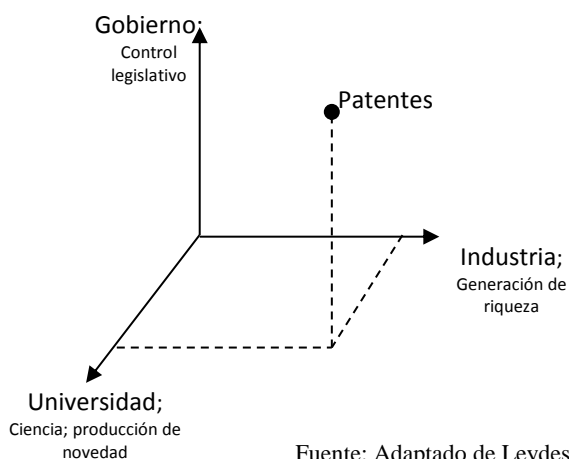 Gobierno;
Control
legislativo
Patentes
Industria;
Generación de
riqueza
Universidad;
Ciencia; producción de
novedad
Fuente: Adaptado de Leydes